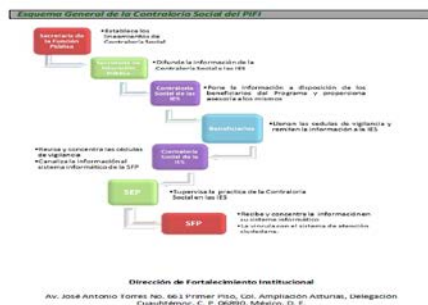 Esquema General de la Contraloría Social del PIFI
Secretaría de
la Función
Pública
•Establece los
lineamientos de
Contraloría Social
Secretaría de Educación
Pública
•Difunde la información de la
Contraloría Social a las IES
Contraloría
Social de las
IES
•Pone la información a disposición de los
beneficiarios del Programa y proporciona
asesoría a los mismos
Beneficiarios
•Llenan las cedulas de vigilancia y
remiten la información a la IES
•Revisa y concentra las cédulas
de vigilancia
•Canaliza la información al
sistema informático de la SFP
Contraloría
Social de la
IES
SEP
•Supervisa la practica de la Contraloría
Social en las IES
SFP
•Recibe y concentra la información en
su sistema informático
•La vincula con el sistema de atención
ciudadana.
Dirección de Fortalecimiento Institucional
Av. José Antonio Torres No. 661 Primer Piso, Col. Ampliación Asturias, Delegación
Cuauhtémoc, C. P. 06890, México, D. F.